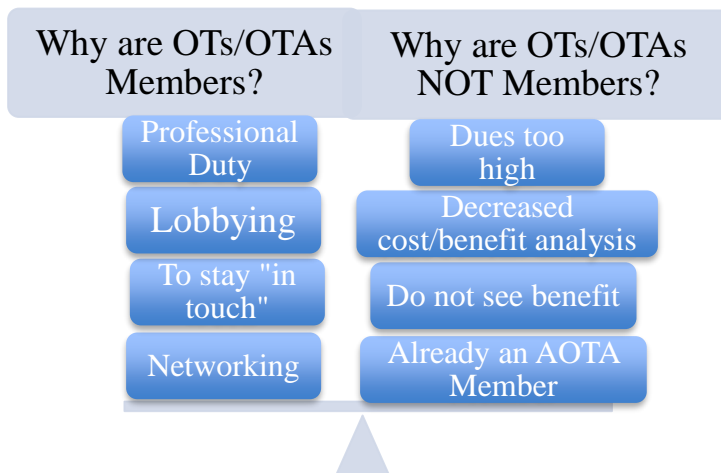 Why are OTs/OTAs
Members?
Professional
Duty
Lobbying
To stay "in
touch"
Networking
Why are OTs/OTAs
NOT Members?
Dues too
high
Decreased
cost/benefit analysis
Do not see benefit
Already an AOTA
Member